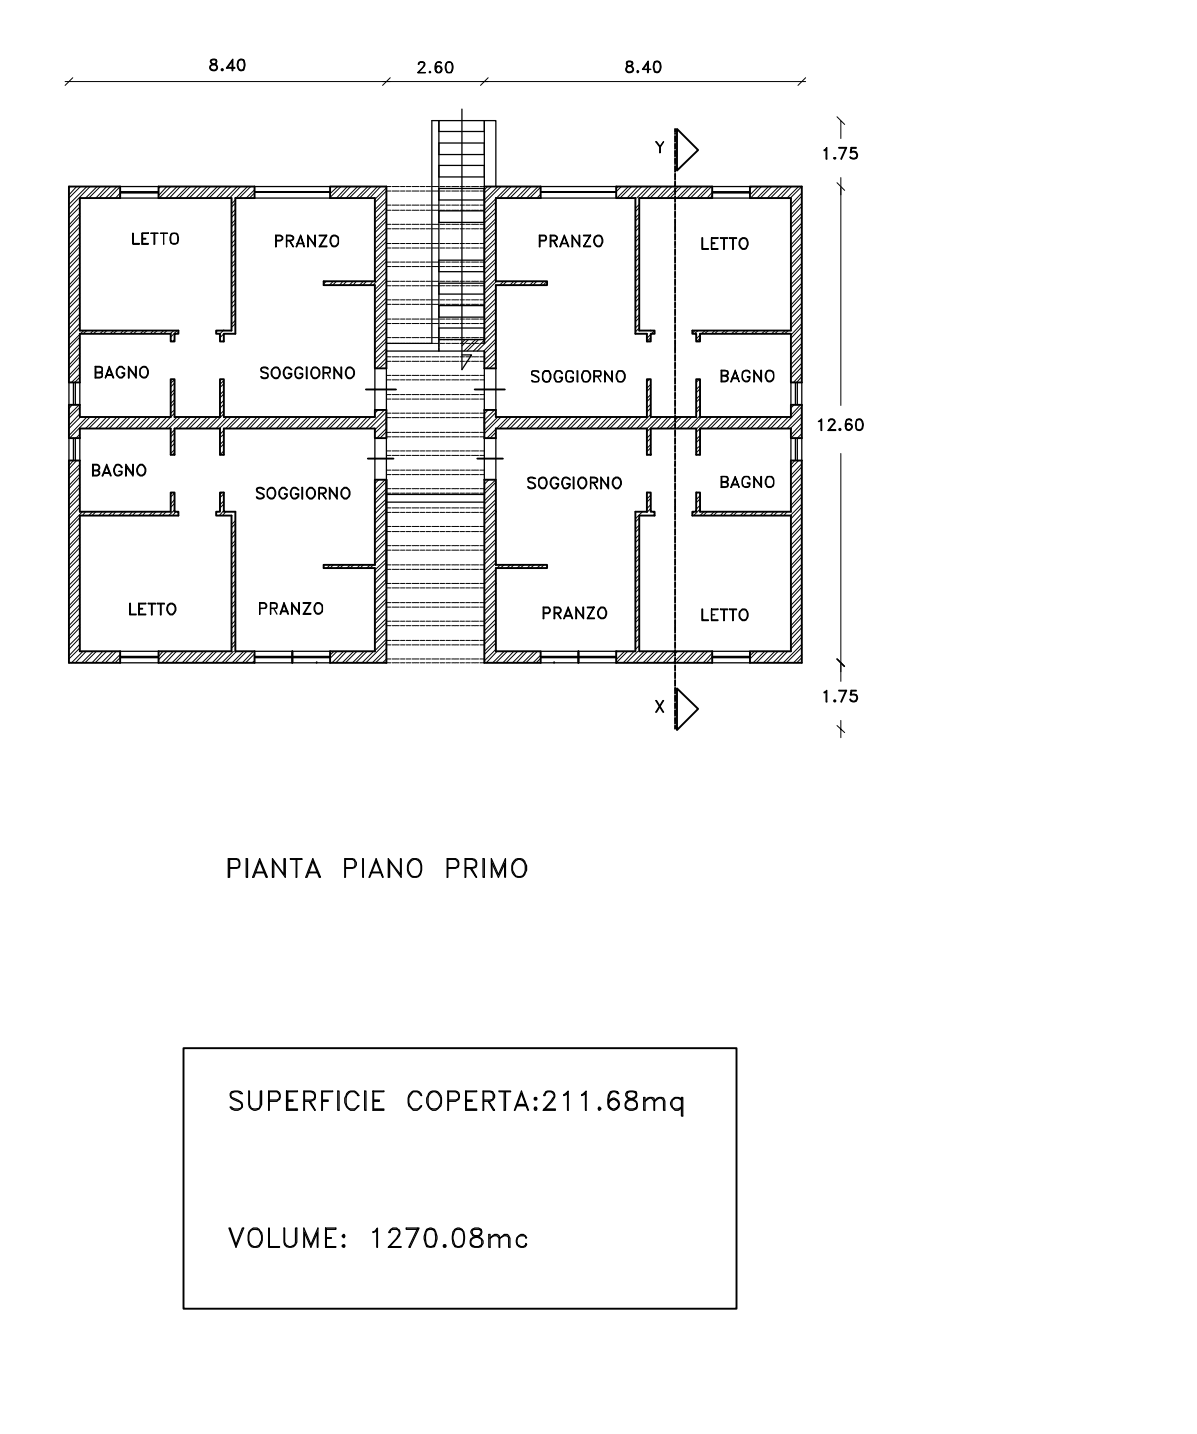 8.40 2.60 8.40
1.75
Y
LETTO PRANZO PRANZO LETTO
BAGNO SOGGIORNO SOGGIORNO BAGNO
12.60
BAGNO SOGGIORNO SOGGIORNO BAGNO
LETTO PRANZO PRANZO LETTO
1.75
X
PIANTA PIANO PRIMO
SUPERFICIE COPERTA:211.68mq
VOLUME: 1270.08mc